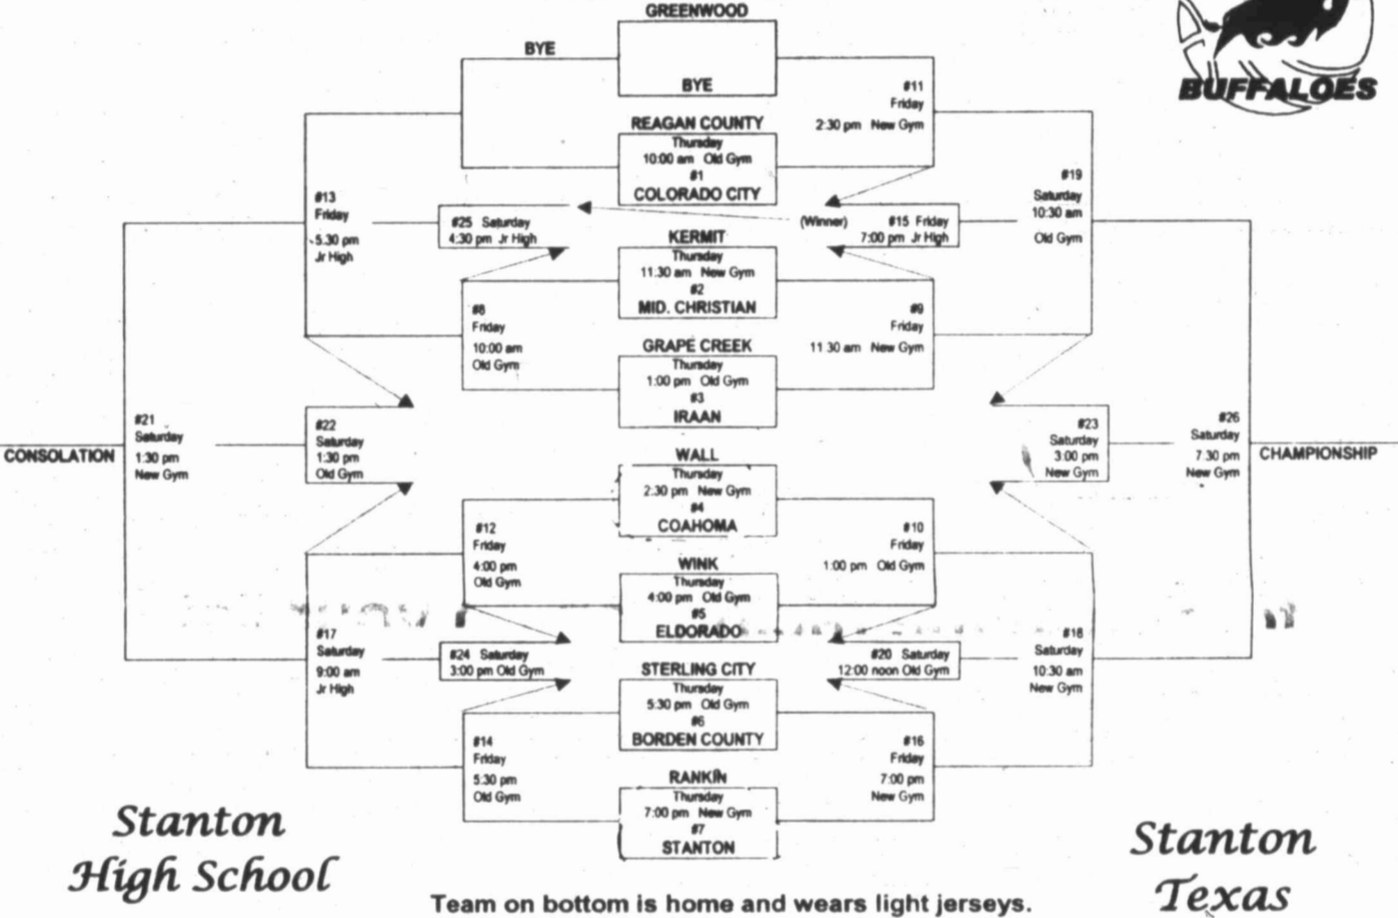 GREENWOOD
BYE
BYE
BUFFALOES
#11
Friday
2:30 pm New Gym
REAGAN COUNTY
Thursday
10:00 am Old Gym
#1
COLORADO CITY
#13
Friday
5:30 pm
Jr High
#19
Saturday
10:30 am
Old Gym
#25 Saturday
4:30 pm Jr High
(Winner)
#15 Friday
7:00 pm Jr High
KERMIT
Thursday
11:30 am New Gym
#2
MID. CHRISTIAN
#8
Friday
10:00 am
Old Gym
#9
Friday
11 30 am New Gym
GRAPE CREEK
Thursday
1:00 pm Old Gym
#3
IRAAN
#21
Saturday
1:30 pm
New Gym
CONSOLATION
#22
Saturday
1:30 pm
Old Gym
#23
Saturday
3:00 pm
New Gym
#26
Saturday
7:30 pm
New Gym
CHAMPIONSHIP
WALL
Thursday
2:30 pm New Gym
#4
COAHOMA
#12
Friday
4:00 pm
Old Gym
#10
Friday
1:00 pm Old Gym
WINK
Thursday
4:00 pm Old Gym
#5
ELDORADO
#17
Saturday
9:00 am
Jr High
#24 Saturday
3:00 pm Old Gym
#20 Saturday
12:00 noon Old Gym
#18
Saturday
10:30 am
New Gym
STERLING CITY
Thursday
5:30 pm Old Gym
#6
BORDEN COUNTY
#14
Friday
5:30 pm
Old Gym
#16
Friday
7:00 pm
New Gym
RANKIN
Thursday
7:00 pm New Gym
#7
STANTON
Stanton
High School
Stanton
Texas
Team on bottom is home and wears light jerseys.